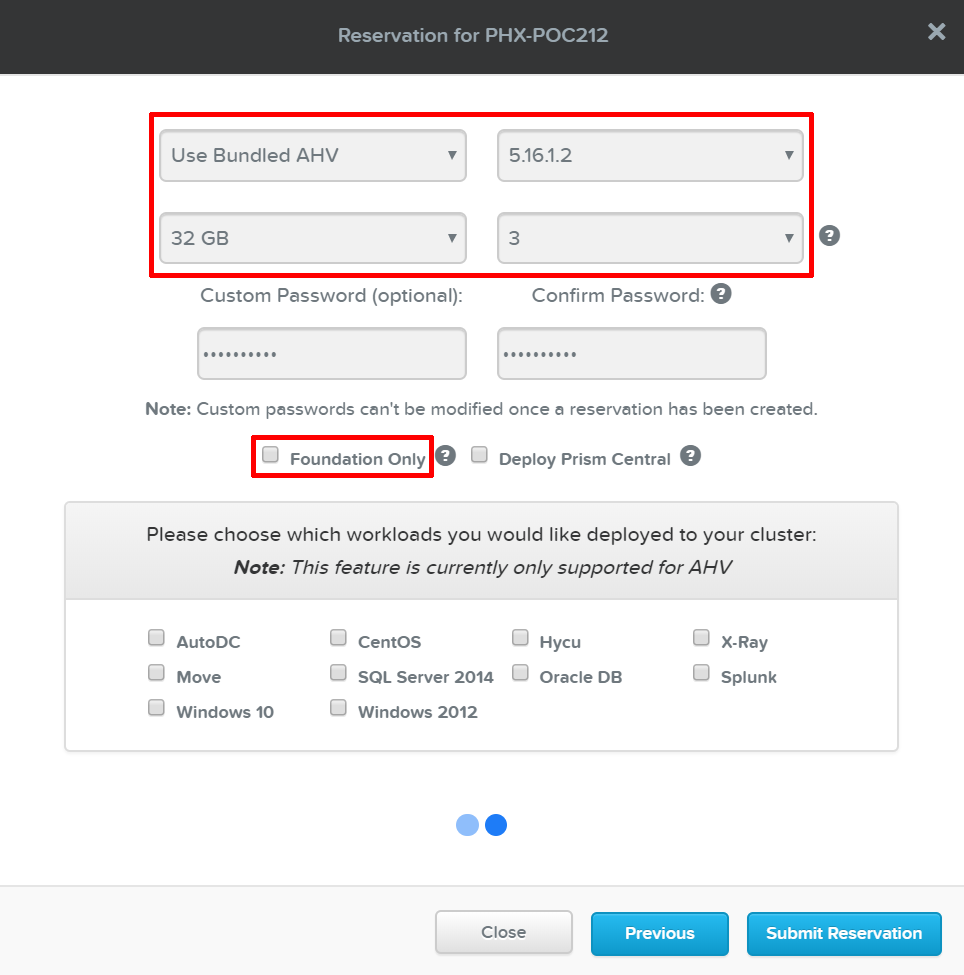 Reservation for PHX-POC212
Use Bundled AHV 5.16.1.2
32 GB 3
Custom Password (optional): Confirm Password:
Note: Custom passwords can't be modified once a reservation has been created.
Foundation Only Deploy Prism Central
Please choose which workloads you would like deployed to your cluster:
Note: This feature is currently only supported for AHV
AutoDC CentOS Hycu X-Ray
Move SQL Server 2014 Oracle DB Splunk
Windows 10 Windows 2012
Close Previous Submit Reservation